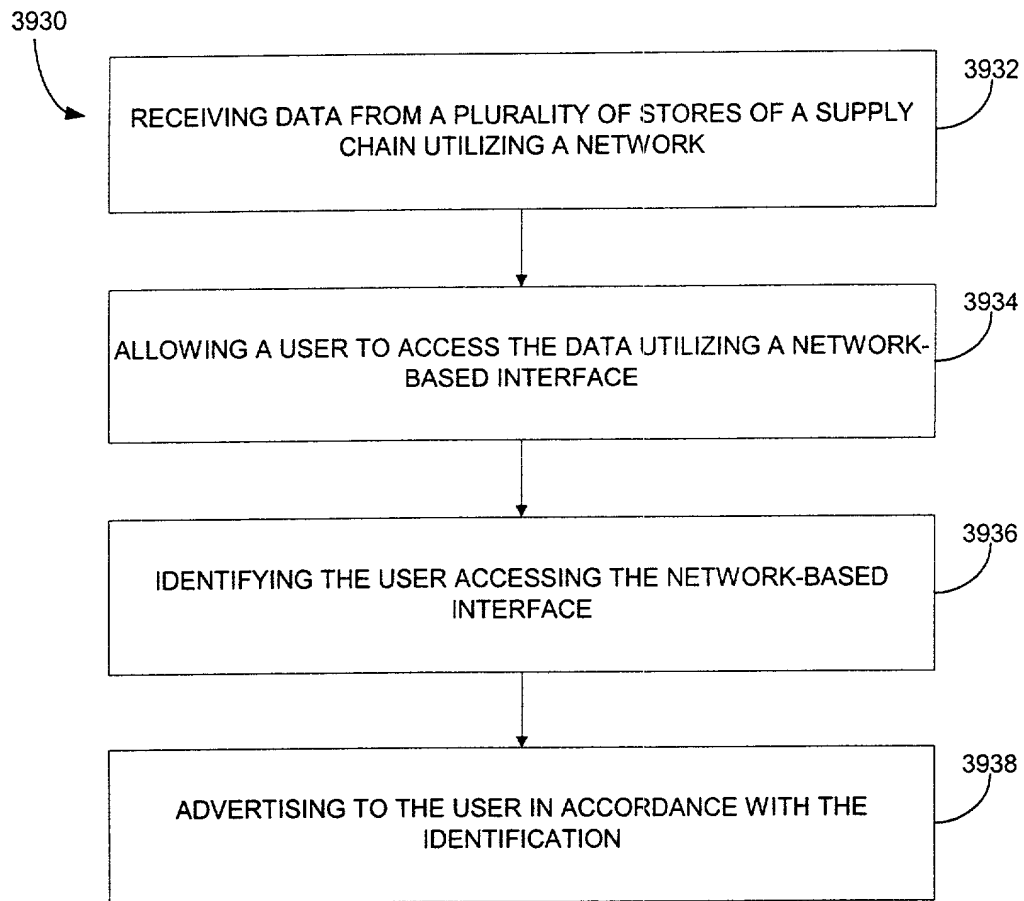 3930
3932
RECEIVING DATA FROM A PLURALITY OF STORES OF A SUPPLY
CHAIN UTILIZING A NETWORK
3934
ALLOWING A USER TO ACCESS THE DATA UTILIZING A NETWORK-
BASED INTERFACE
3936
IDENTIFYING THE USER ACCESSING THE NETWORK-BASED
INTERFACE
3938
ADVERTISING TO THE USER IN ACCORDANCE WITH THE
IDENTIFICATION